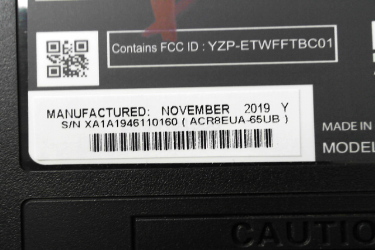 Contains FCC ID : YZP-ETWFFTBC01
MANUFACTURED: NOVEMBER 2019 Y
S/N XA1A1946110160 ( ACR8EUA-65UB )
MADE IN
MODEL
CAUTIO